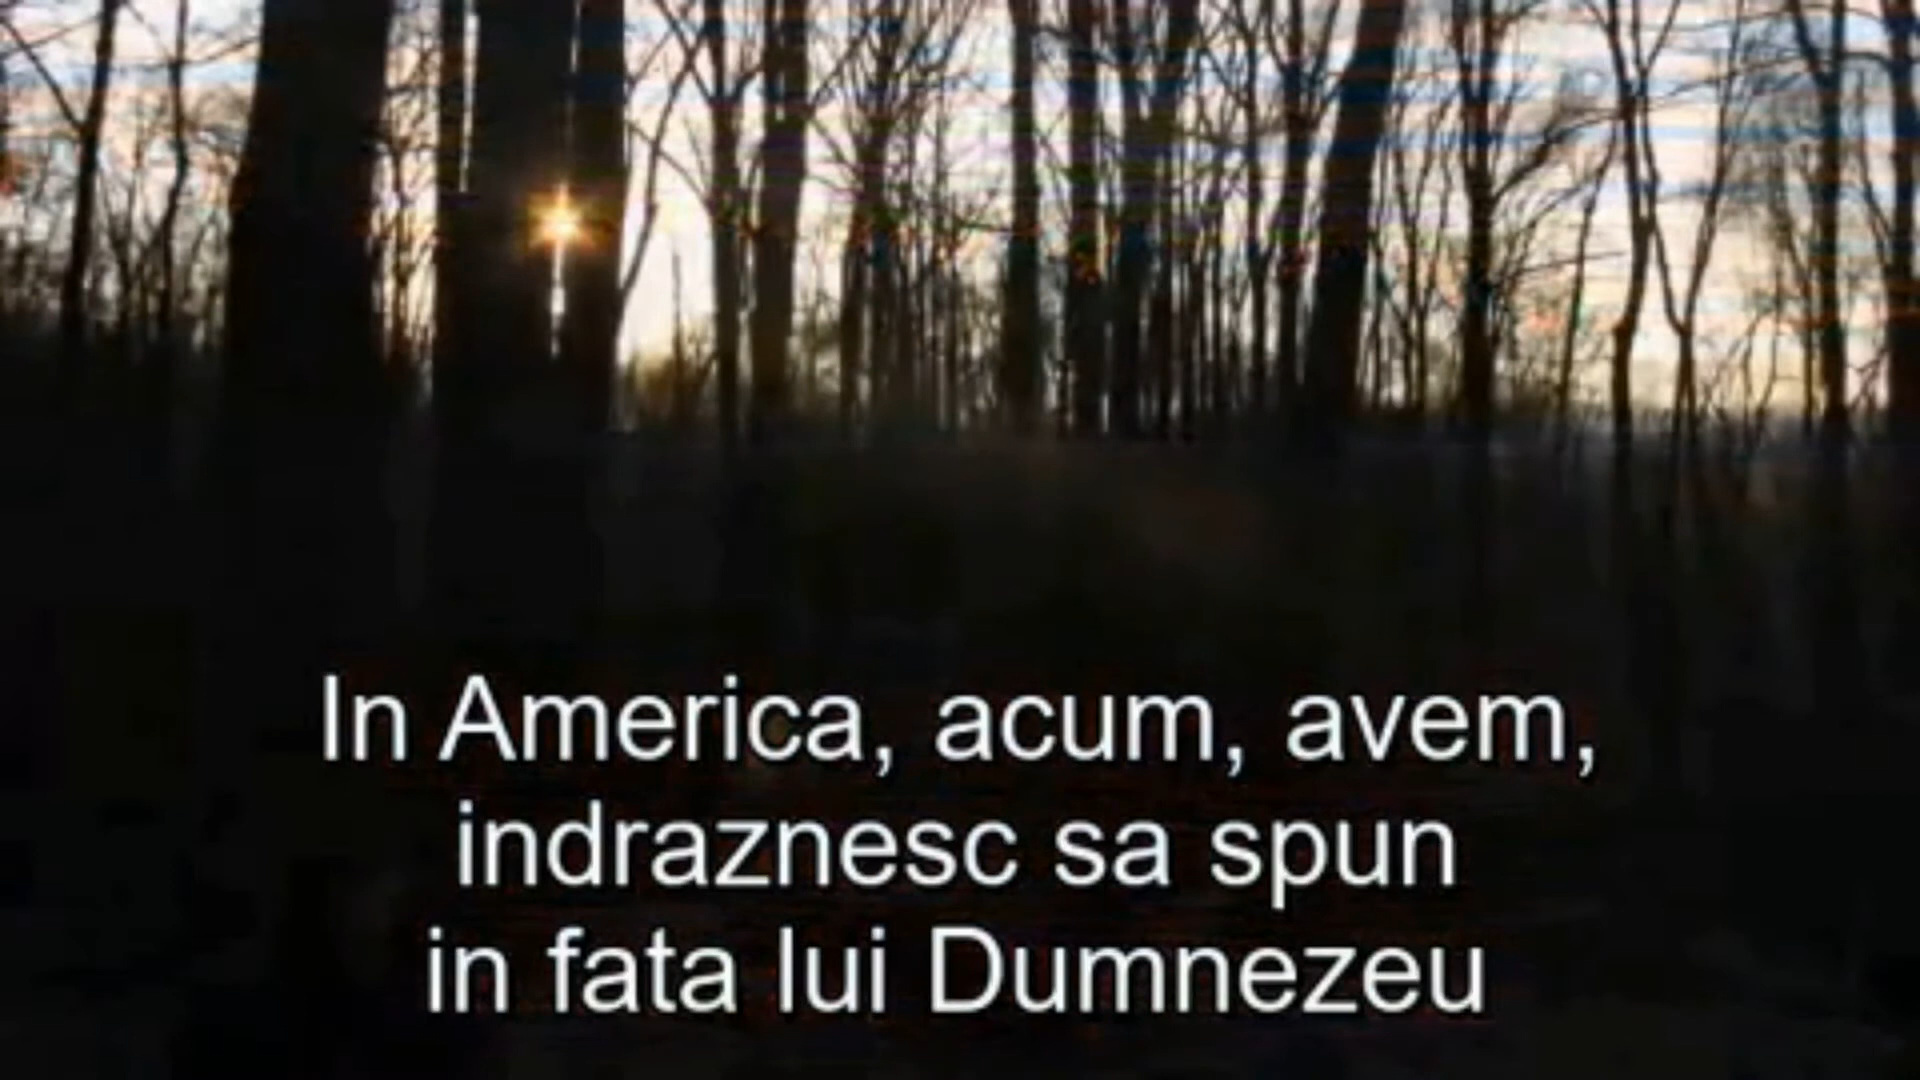 In America, acum, avem,
indraznesc sa spun
in fata lui Dumnezeu